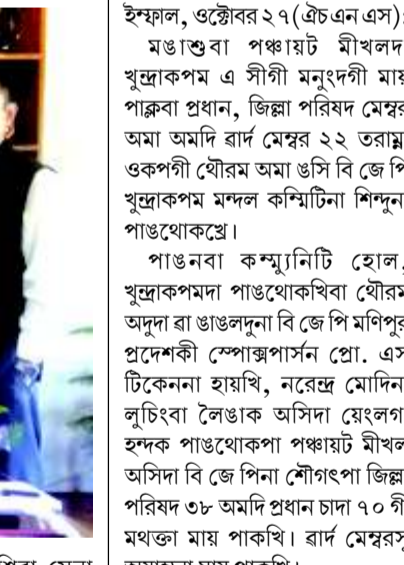 ইম্ফাল, ওক্টোবর ২৭(ঐচএনএস):
মঙাশুবা পঞ্চায়ট মীখলদ
খুন্দ্রাকপম এ সীগী মনুংদগী মায়
পাক্লবা প্রধান, জিল্লা পরিষদ মেম্বর
অমা অমদি ৱার্দ মেম্বর ২২ তরাম্ন
ওকপগী থৌরম অমা ঙসি বি জে পি
খুন্দ্রাকপম মন্দল কম্মিটিনা শিন্দুন
পাঙথোকখ্রে।
পাঙনবা কম্ম্যুনিটি হোল,
খুন্দ্রাকপমদা পাঙথোকখিবা থৌরম
অদুদা ৱা ঙাঙলদুনা বি জে পি মণিপুর
প্রদেশকী স্পোক্সপার্সন প্রো. এস
টিকেননা হায়খি, নরেন্দ্র মোদিন
লুচিংবা লৈঙাক অসিদা য়েংলগ
হন্দক পাঙথোকপা পঞ্চায়ট মীখল
অসিদা বি জে পিনা শৌগৎপা জিল্লা
পরিষদ ৩৮ অমদি প্রধান চাদা ৭০ গী
মথক্তা মায় পাকখি। ৱার্দ মেম্বরসু